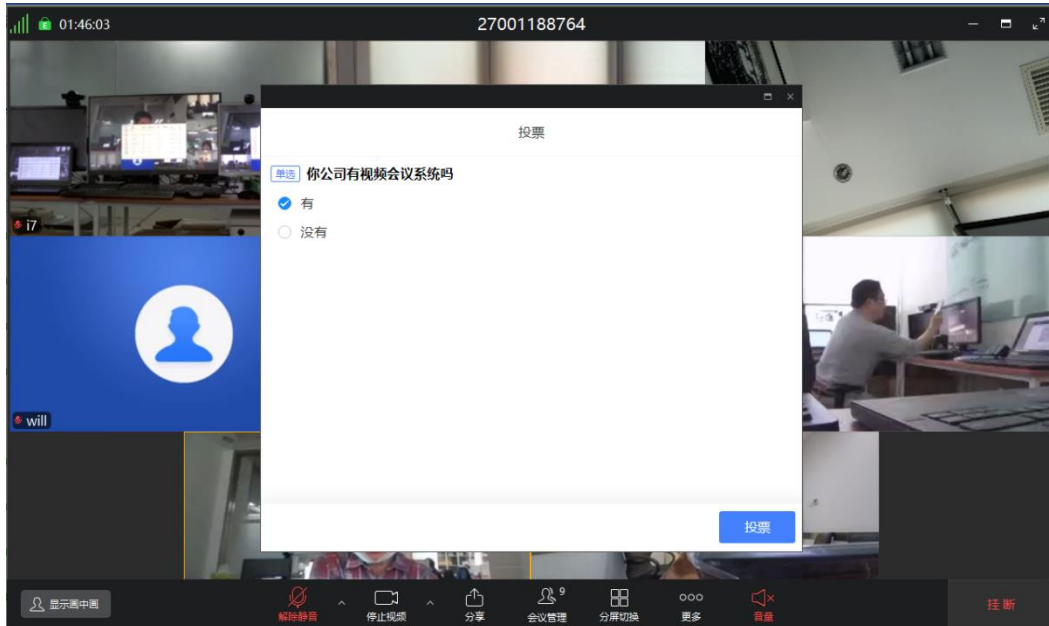 01:46:03
27001188764
投票
单选 你公司有视频会议系统吗
有
没有
i7
will
投票
显示画中画
解除静音
停止视频
分享
会议管理 9
分屏切换
更多
音量
挂断